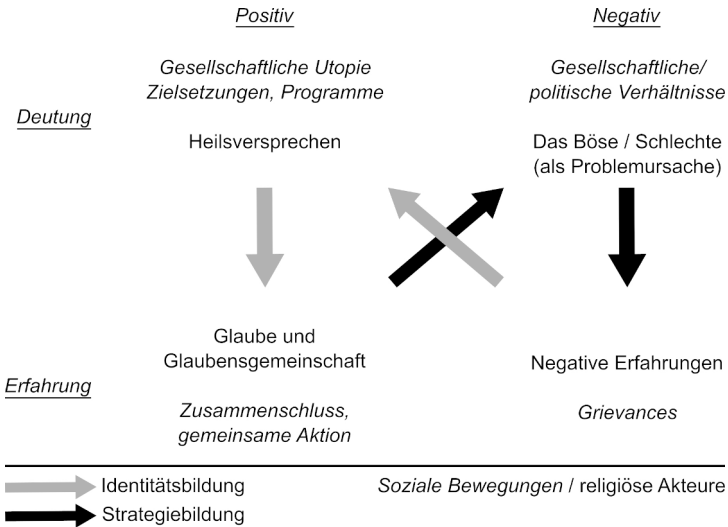 Positiv
Negativ
Gesellschaftliche Utopie
Zielsetzungen, Programme
Gesellschaftliche/
politische Verhältnisse
Deutung
Heilsversprechen
Das Böse / Schlechte
(als Problemursache)
Glaube und
Glaubensgemeinschaft
Negative Erfahrungen
Erfahrung
Zusammenschluss,
gemeinsame Aktion
Grievances
Identitätsbildung
Soziale Bewegungen / religiöse Akteure
Strategiebildung